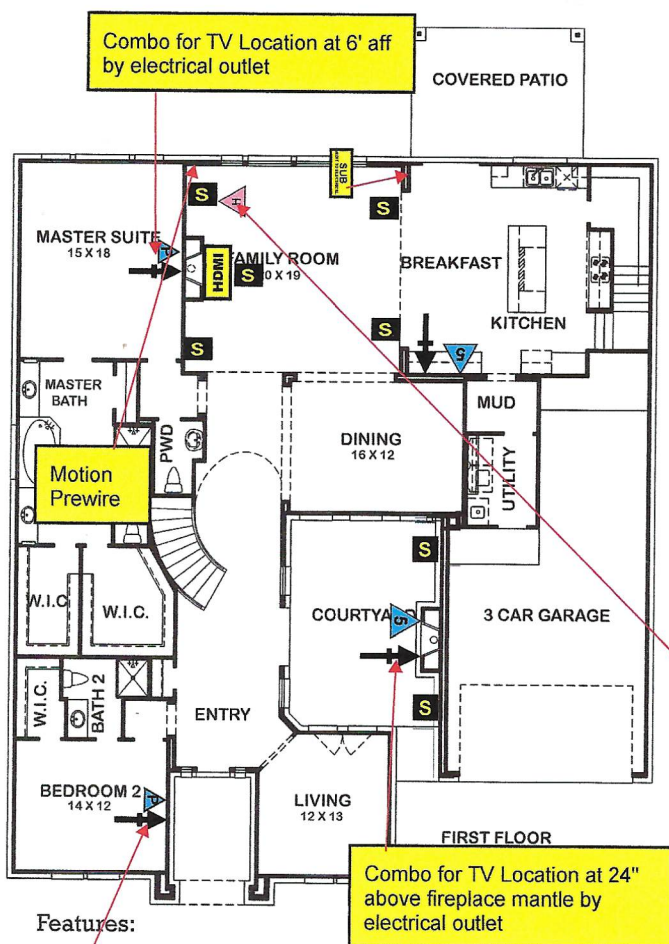 Combo for TV Location at 6' aff
by electrical outlet
COVERED PATIO
SUB
S
H
S
MASTER SUITE
15 X 18
P
HDMI
FAMILY ROOM
20 X 19
S
BREAKFAST
S
S
KITCHEN
5
MASTER
BATH
PWD
MUD
DINING
16 X 12
UTILITY
Motion
Prewire
S
W.I.C.
W.I.C.
COURTYARD
5
3 CAR GARAGE
S
W.I.C.
BATH 2
ENTRY
BEDROOM 2
14 X 12
P
LIVING
12 X 13
FIRST FLOOR
Combo for TV Location at 24"
above fireplace mantle by
electrical outlet
Features: